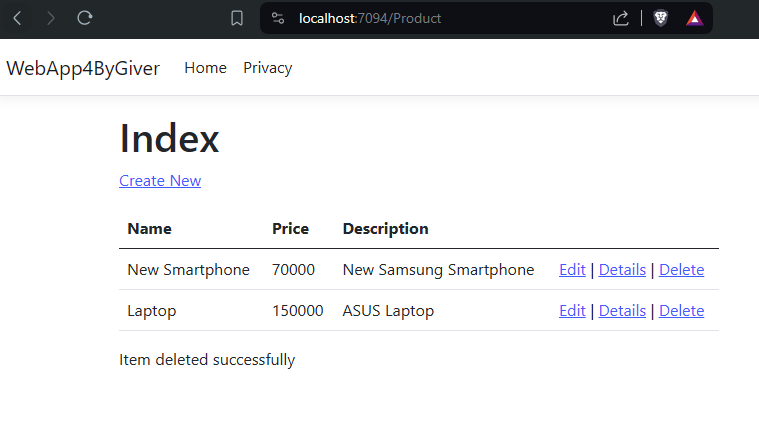 localhost:7094/Product
WebApp4ByGiver Home Privacy
Index
Create New
Name Price Description
New Smartphone 70000 New Samsung Smartphone Edit | Details | Delete
Laptop 150000 ASUS Laptop Edit | Details | Delete
Item deleted successfully